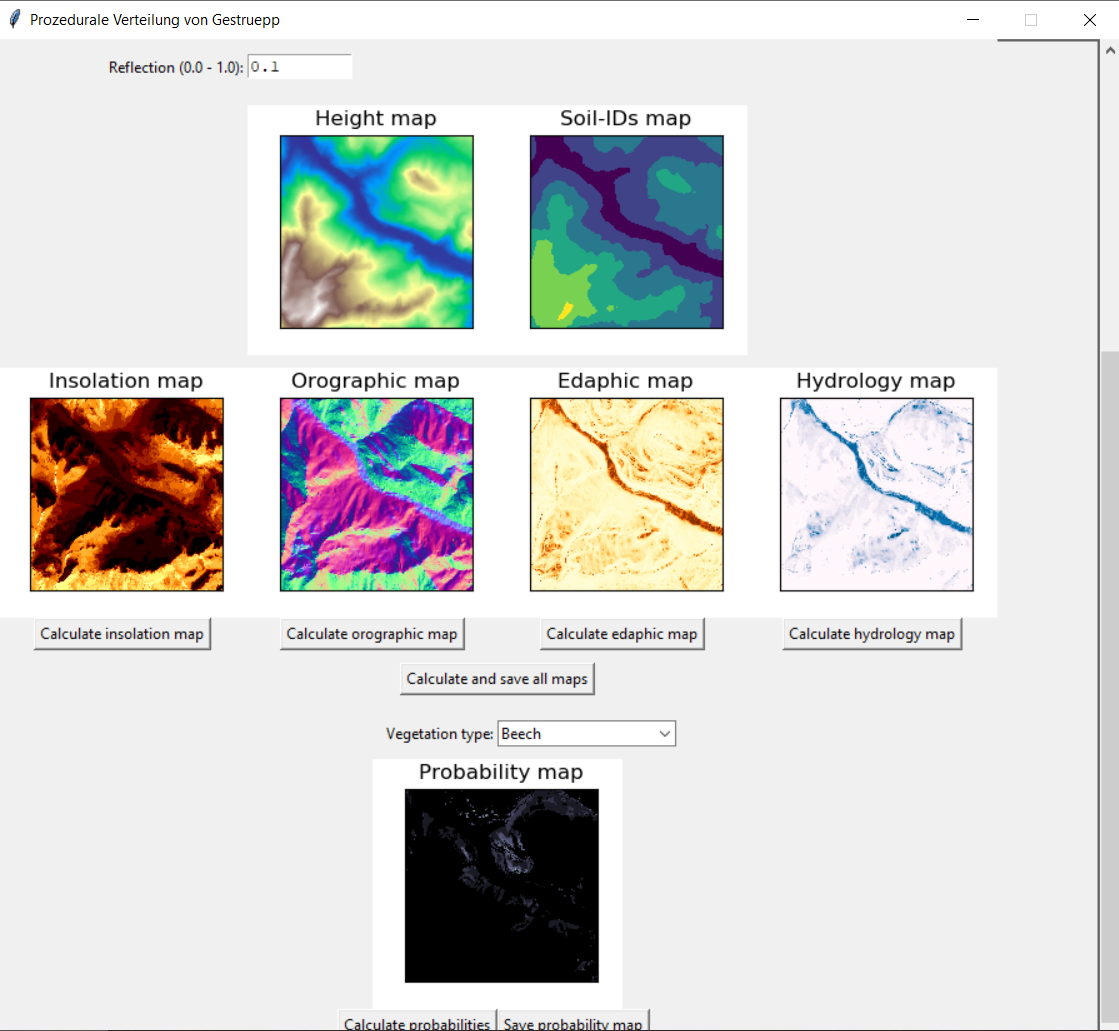 Prozedurale Verteilung von Gestruepp
Reflection (0.0 - 1.0): 0.1
Height map Soil-IDs map
Insolation map Orographic map Edaphic map Hydrology map
Calculate insolation map Calculate orographic map Calculate edaphic map Calculate hydrology map
Calculate and save all maps
Vegetation type: Beech
Probability map
Calculate probabilities Save probability map